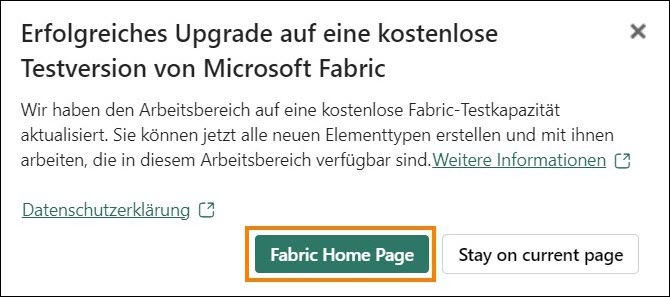 Erfolgreiches Upgrade auf eine kostenlose
Testversion von Microsoft Fabric
Wir haben den Arbeitsbereich auf eine kostenlose Fabric-Testkapazität
aktualisiert. Sie können jetzt alle neuen Elementtypen erstellen und mit ihnen
arbeiten, die in diesem Arbeitsbereich verfügbar sind.Weitere Informationen
Datenschutzerklärung
Fabric Home Page Stay on current page